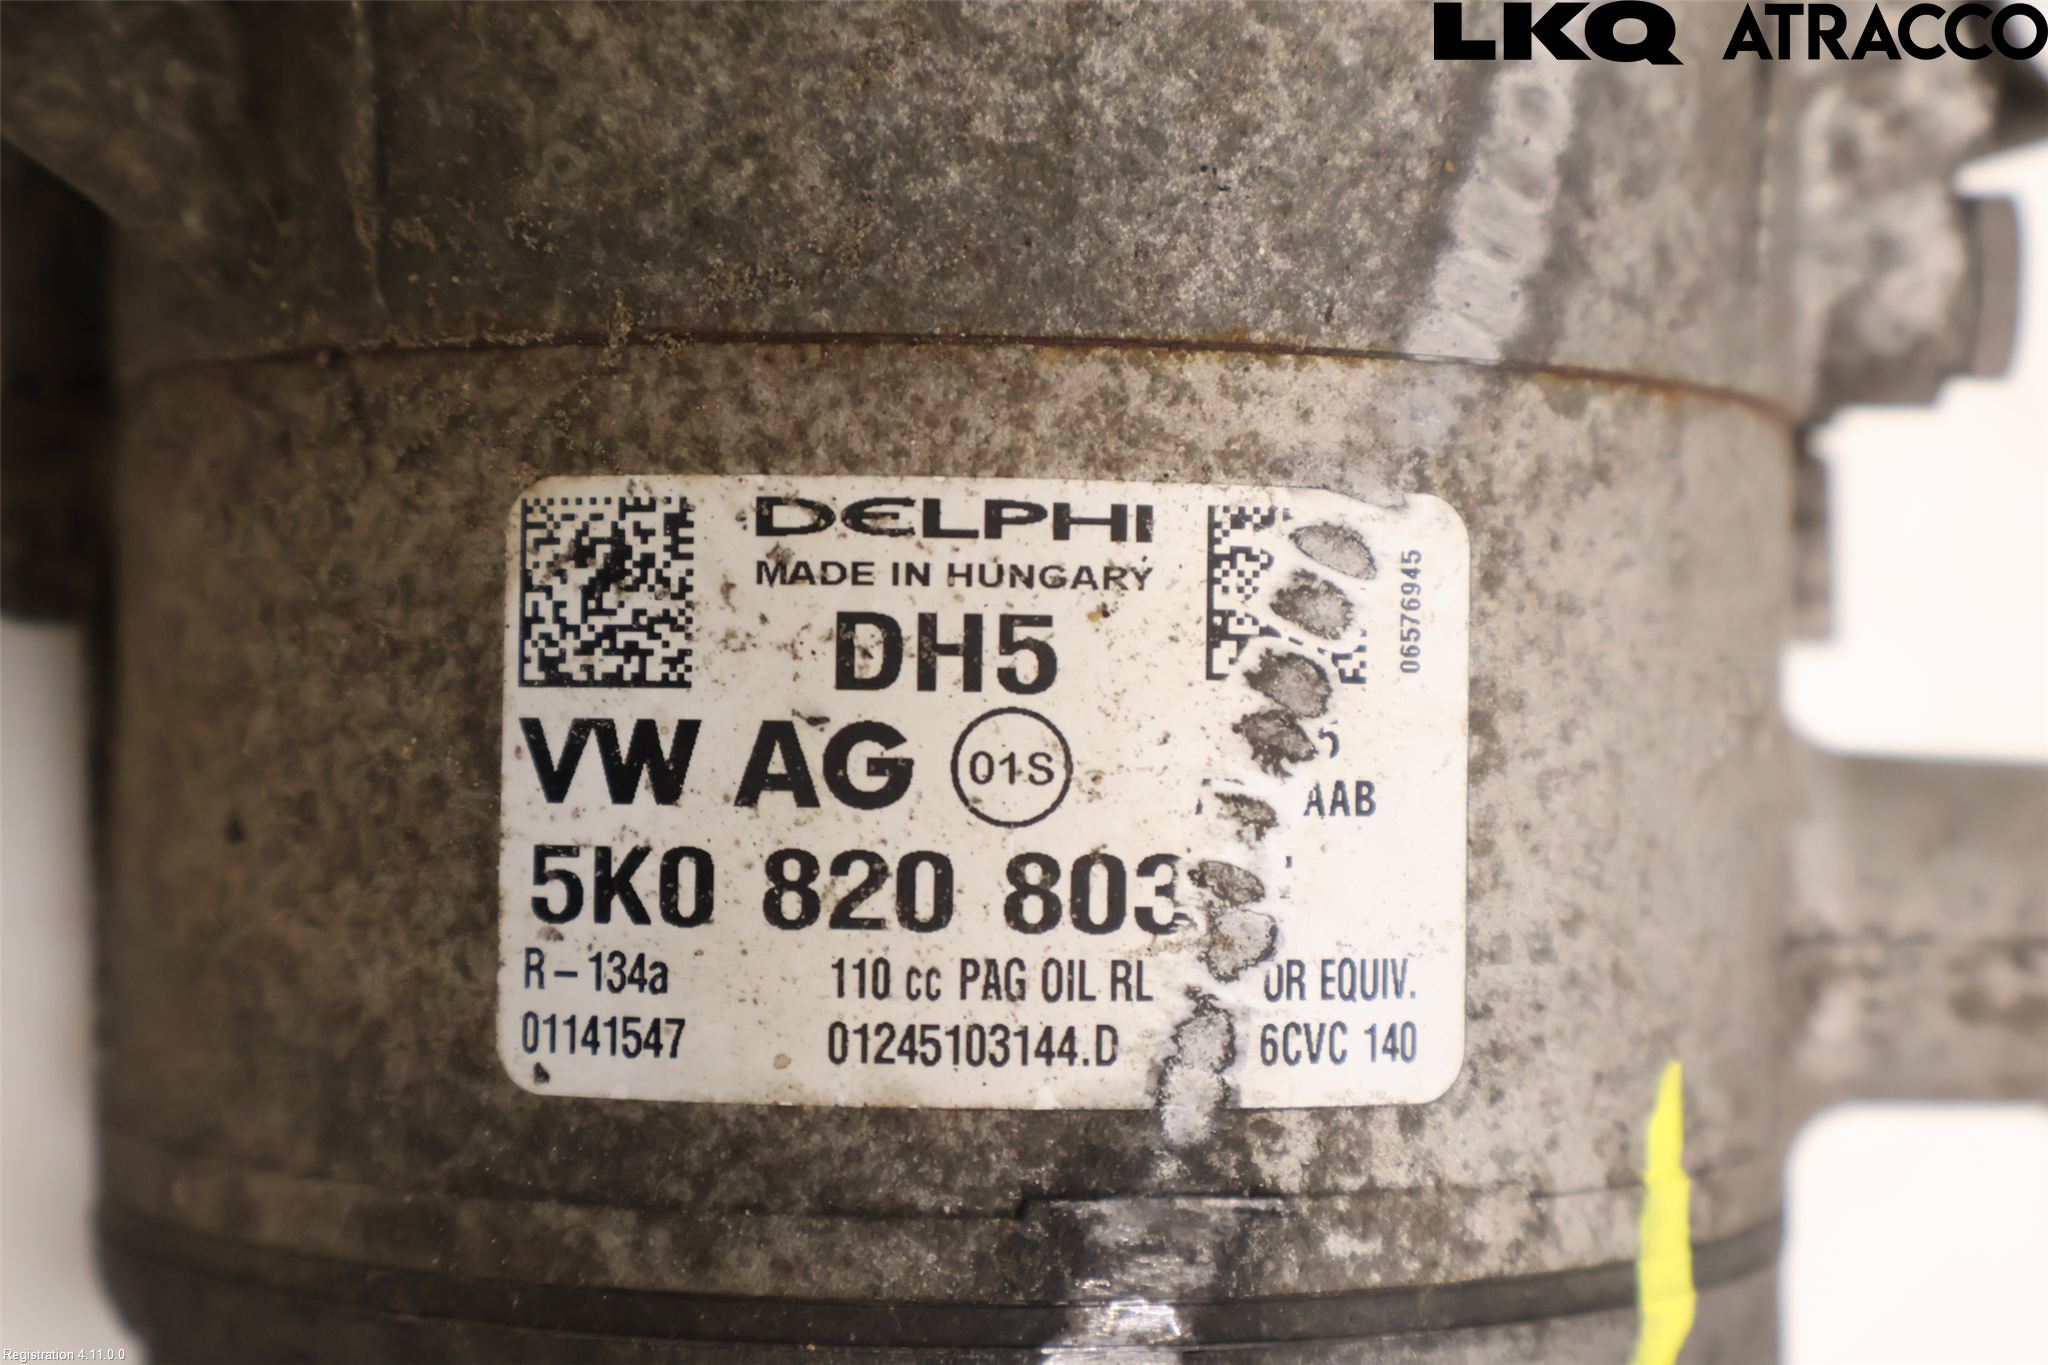 LKQ ATRACCO
DELPHI
MADE IN HUNGARY
DH5
06576945
VW AG 01S
AAB
5K0 820 803
R-134a 110 cc PAG OIL RL OR EQUIV.
01141547 01245103144.D 6CVC 140
Registration 4.11.0.0